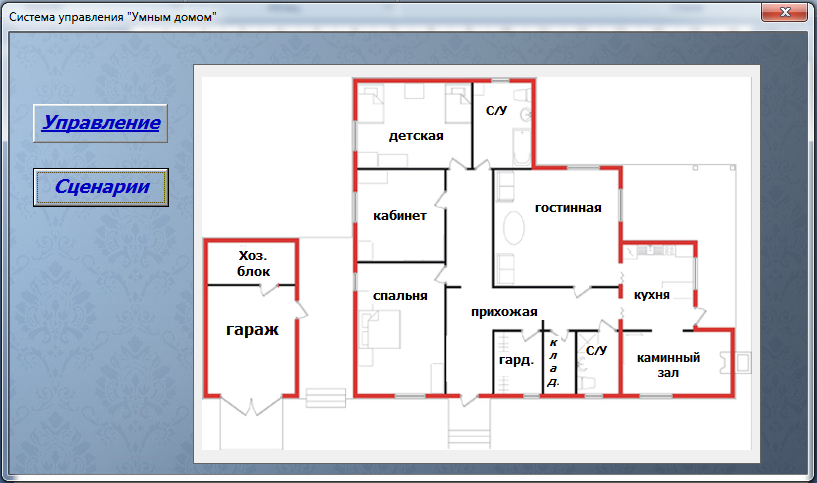 Система управления "Умным домом"
Управление
Сценарии
С/У
детская
кабинет
гостинная
Хоз.
блок
спальня
кухня
прихожая
гараж
гард.
к
л
а
д.
С/У
каминный
зал